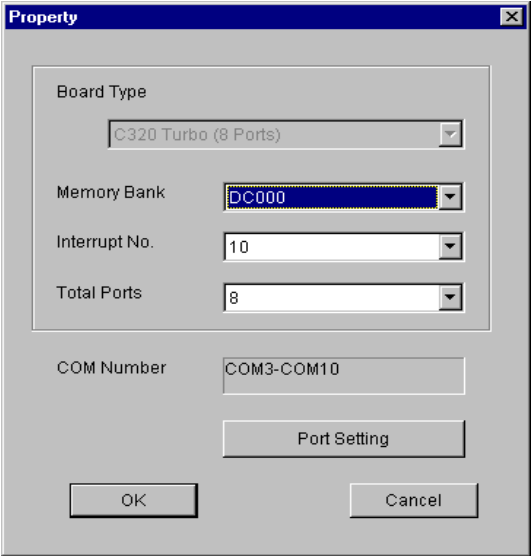 Property
Board Type
C320 Turbo (8 Ports)
Memory Bank
DC000
Interrupt No.
10
Total Ports
8
COM Number
COM3-COM10
Port Setting
OK
Cancel